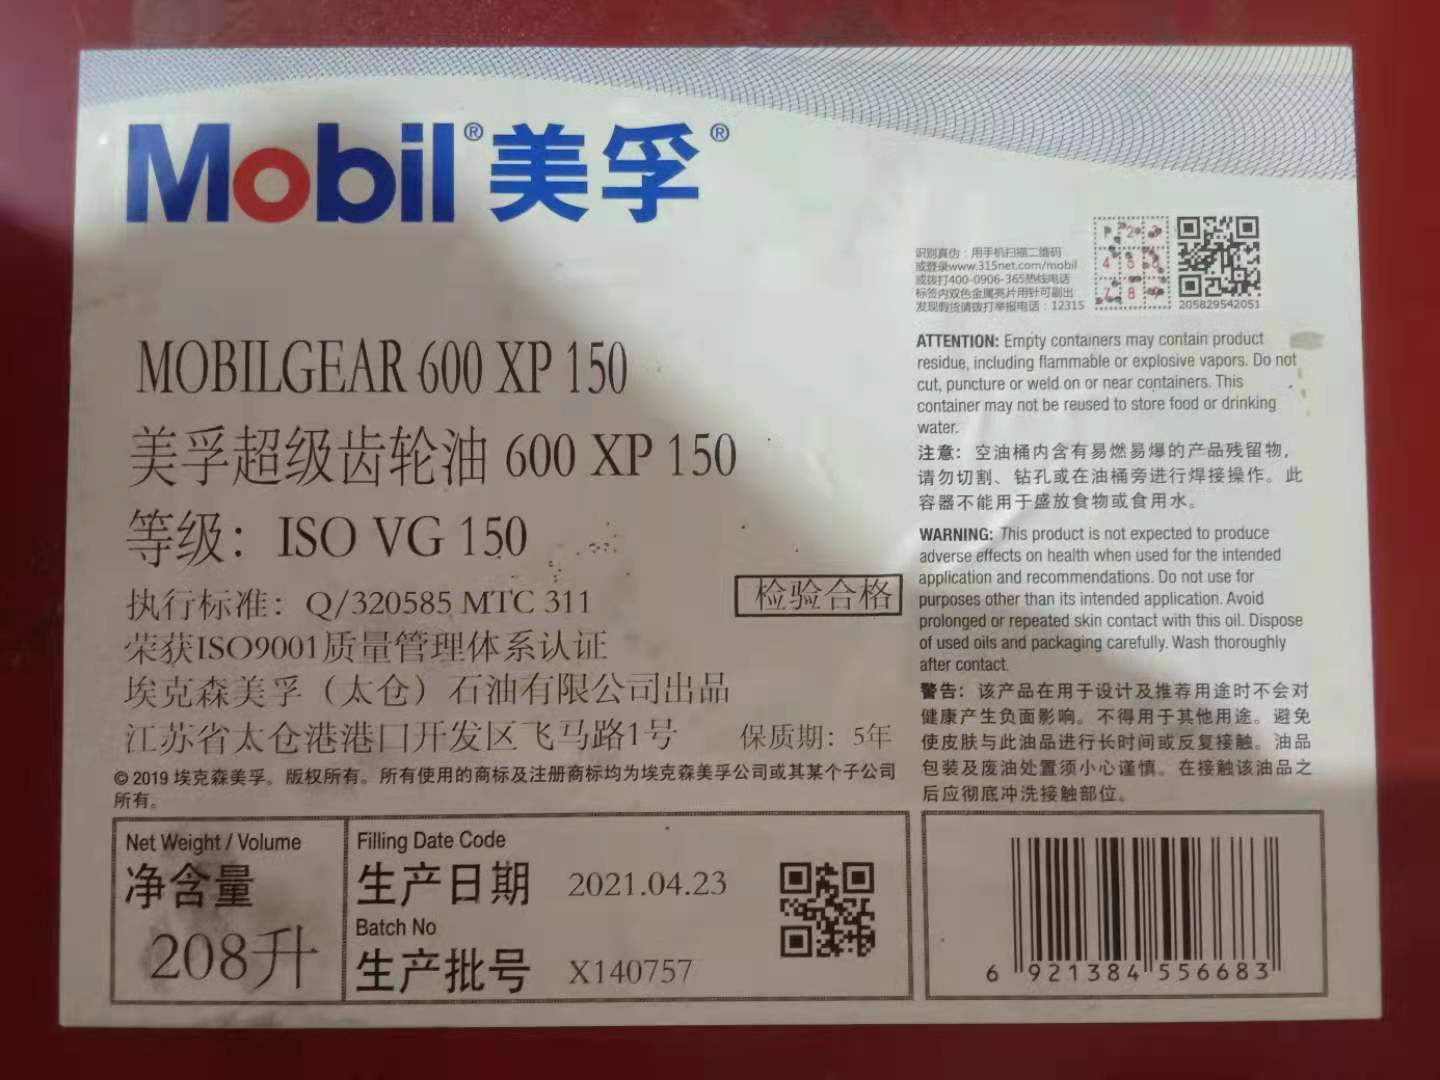 Mobil®美孚®
识别真伪：用手机扫描二维码
或登录www.315net.com/mobil
或拨打400-0906-365热线电话
标签内双色金属亮片用针可剔出
发现假货请拨打举报电话：12315
205829542051
MOBILGEAR 600 XP 150
美孚超级齿轮油 600 XP 150
等级：ISO VG 150
执行标准：Q/320585 MTC 311
检验合格
荣获ISO9001质量管理体系认证
埃克森美孚（太仓）石油有限公司出品
江苏省太仓港港口开发区飞马路1号
保质期：5年
© 2019 埃克森美孚。版权所有。所有使用的商标及注册商标均为埃克森美孚公司或其某个子公司
所有。
ATTENTION: Empty containers may contain product
residue, including flammable or explosive vapors. Do not
cut, puncture or weld on or near containers. This
container may not be reused to store food or drinking
water.
注意：空油桶内含有易燃易爆的产品残留物，
请勿切割、钻孔或在油桶旁进行焊接操作。此
容器不能用于盛放食物或食用水。
WARNING: This product is not expected to produce
adverse effects on health when used for the intended
application and recommendations. Do not use for
purposes other than its intended application. Avoid
prolonged or repeated skin contact with this oil. Dispose
of used oils and packaging carefully. Wash thoroughly
after contact.
警告：该产品在用于设计及推荐用途时不会对
健康产生负面影响。不得用于其他用途。避免
使皮肤与此油品进行长时间或反复接触。油品
包装及废油处置须小心谨慎。在接触该油品之
后应彻底冲洗接触部位。
Net Weight / Volume
净含量
208升
Filling Date Code
生产日期 2021.04.23
Batch No
生产批号 X140757
6 921384 556683